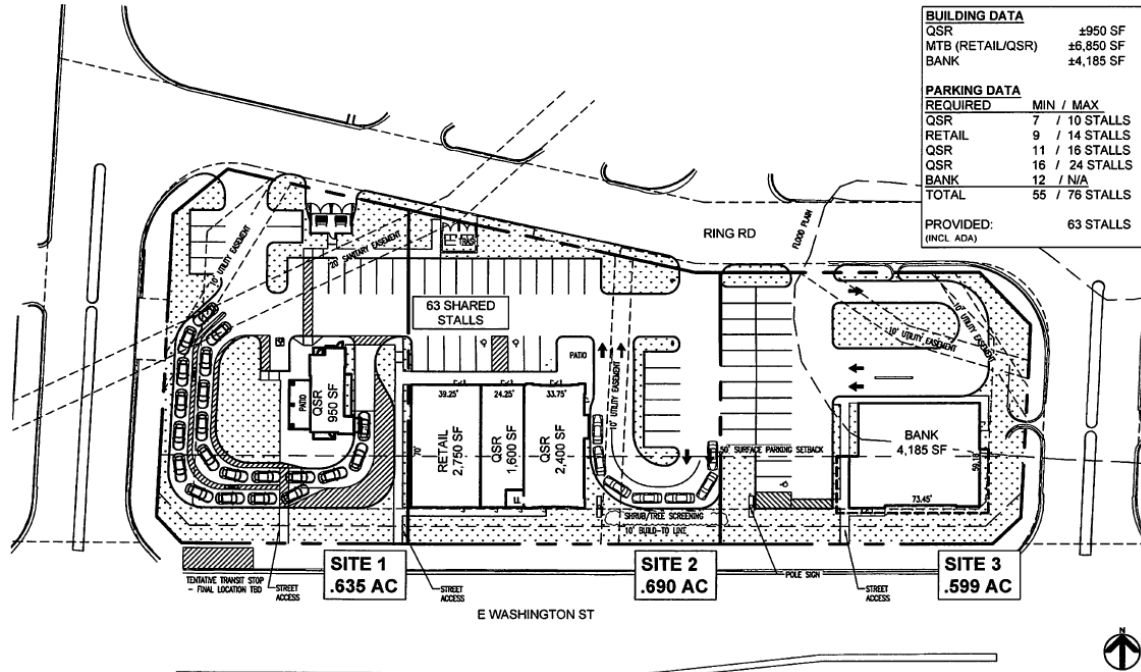 BUILDING DATA
QSR ±950 SF
MTB (RETAIL/QSR) ±6,850 SF
BANK ±4,185 SF
PARKING DATA
REQUIRED MIN / MAX
QSR 7 / 10 STALLS
RETAIL 9 / 14 STALLS
QSR 11 / 16 STALLS
QSR 16 / 24 STALLS
BANK 12 / N/A
TOTAL 55 / 76 STALLS
PROVIDED: 63 STALLS
(INCL ADA)
RING RD
FLOOD PLAIN
10' UTILITY EASEMENT
20' SANITARY EASEMENT
63 SHARED
STALLS
10' UTILITY EASEMENT
10' UTILITY EASEMENT
PATIO
QSR
950 SF
PATIO
39.25'
24.25'
33.75'
70'
RETAIL
2,750 SF
QSR
1,600 SF
QSR
2,400 SF
10' UTILITY EASEMENT
50' SURFACE PARKING SETBACK
BANK
4,185 SF
73.45'
SHRUB/TREE SCREENING
10' BUILD-TO LINE
TENTATIVE TRANSIT STOP
- FINAL LOCATION TBD
STREET
ACCESS
SITE 1
.635 AC
STREET
ACCESS
SITE 2
.690 AC
POLE SIGN
STREET
ACCESS
SITE 3
.599 AC
E WASHINGTON ST
N